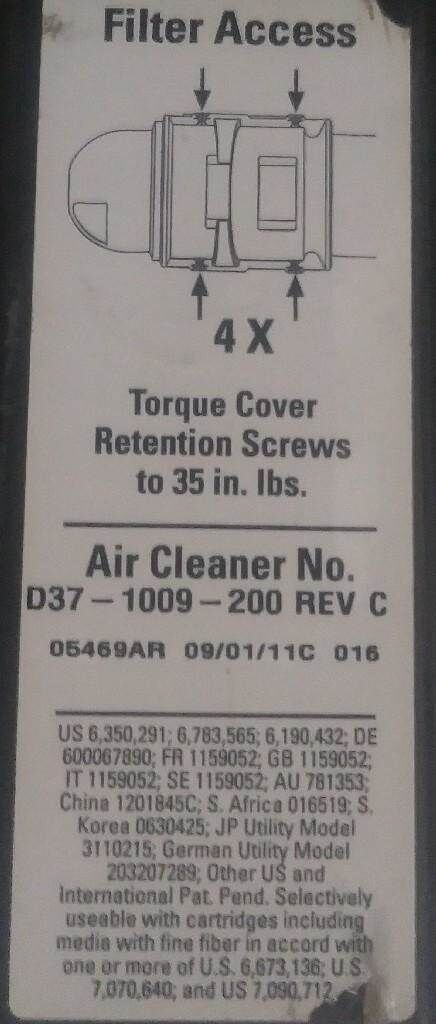 Filter Access
4 X
Torque Cover
Retention Screws
to 35 in. lbs.
Air Cleaner No.
D37 – 1009 – 200 REV C
05469AR 09/01/11C 016
US 6,350,291; 6,783,565; 6,190,432; DE
600067890; FR 1159052; GB 1159052;
IT 1159052; SE 1159052; AU 781353;
China 1201845C; S. Africa 016519; S.
Korea 0630425; JP Utility Model
3110215; German Utility Model
203207289; Other US and
International Pat. Pend. Selectively
useable with cartridges including
media with fine fiber in accord with
one or more of U.S. 6,673,136; U.S.
7,070,640; and US 7,090,712